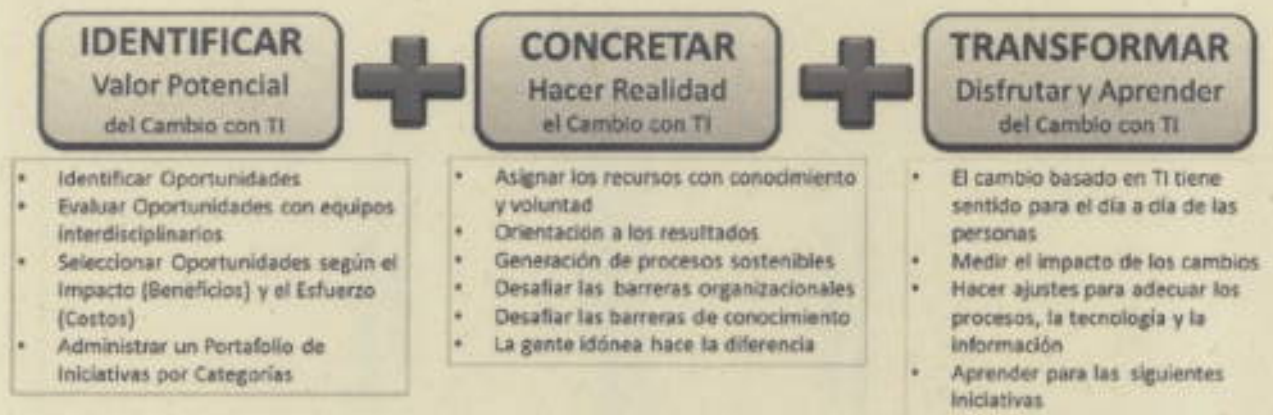 IDENTIFICAR
Valor Potencial
del Cambio con TI
• Identificar Oportunidades
• Evaluar Oportunidades con equipos
interdisciplinarios
• Seleccionar Oportunidades según el
Impacto (Beneficios) y el Esfuerzo
(Costos)
• Administrar un Portafolio de
Iniciativas por Categorías
CONCRETAR
Hacer Realidad
el Cambio con TI
• Asignar los recursos con conocimiento
y voluntad
• Orientación a los resultados
• Generación de procesos sostenibles
• Desafiar las barreras organizacionales
• Desafiar las barreras de conocimiento
• La gente idónea hace la diferencia
TRANSFORMAR
Disfrutar y Aprender
del Cambio con TI
• El cambio basado en TI tiene
sentido para el día a día de las
personas
• Medir el impacto de los cambios
• Hacer ajustes para adecuar los
procesos, la tecnología y la
información
• Aprender para las siguientes
Iniciativas